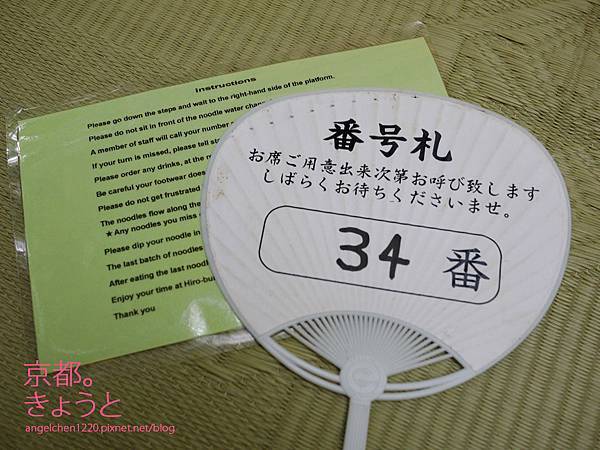 Instructions
Please go down the steps and wait to the right-hand side of the platform.
Please do not sit in front of the noodle water
A member of staff will call your number
If your turn is missed, please tell
Please order any drinks, at the
Be careful your footwear does
Please do not get frustrated
The noodles flow along the
★Any noodles you miss
Please dip your noodle in
The last batch of noodles
After eating the last
Enjoy your time at
Thank you
番号札
お席ご用意出来次第お呼び致します
しばらくお待ちくださいませ。
34 番
京都。
きょうと
angelchen1220.pixnet.net/blog